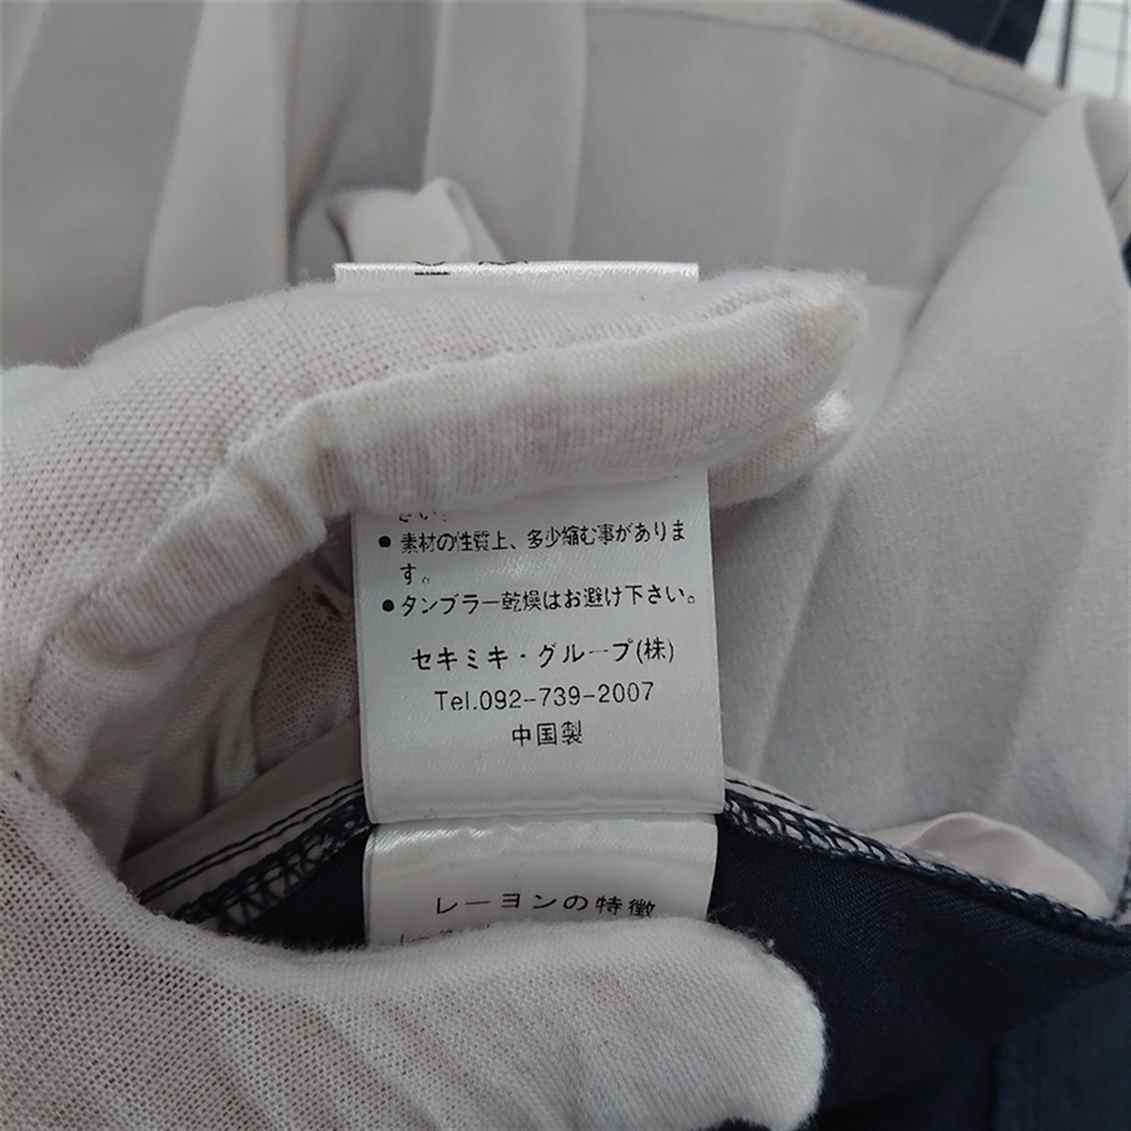 さい。
● 素材の性質上、多少縮む事がありま
す。
● タンブラー乾燥はお避け下さい。
セキミキ・グループ(株)
Tel.092-739-2007
中国製
レーヨンの特徴